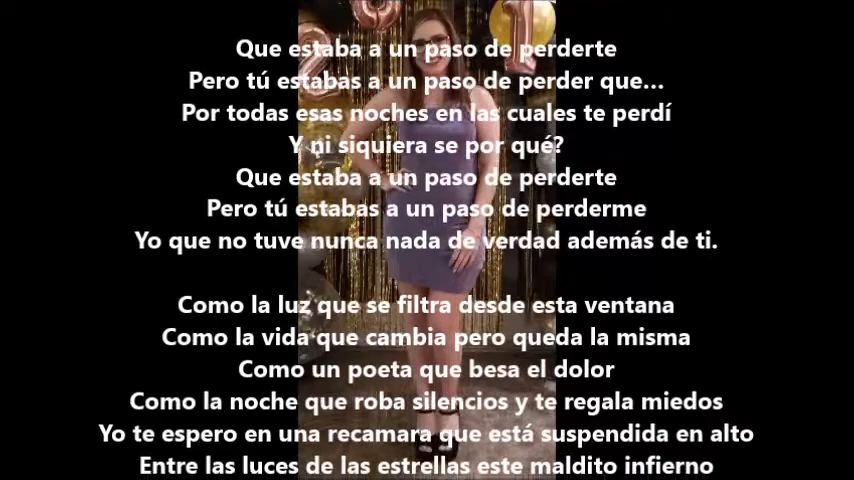 Que estaba a un paso de perderte
Pero tú estabas a un paso de perder que...
Por todas esas noches en las cuales te perdí
Y ni siquiera se por qué?
Que estaba a un paso de perderte
Pero tú estabas a un paso de perderme
Yo que no tuve nunca nada de verdad además de ti.
Como la luz que se filtra desde esta ventana
Como la vida que cambia pero queda la misma
Como un poeta que besa el dolor
Como la noche que roba silencios y te regala miedos
Yo te espero en una recamara que está suspendida en alto
Entre las luces de las estrellas este maldito infierno